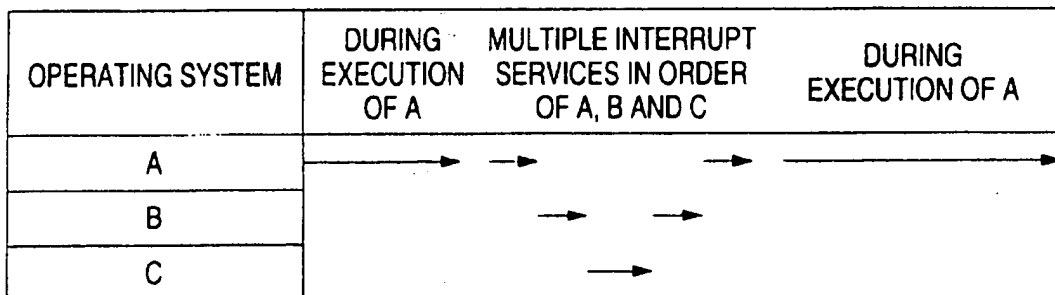 OPERATING SYSTEM
DURING
EXECUTION
OF A
MULTIPLE INTERRUPT
SERVICES IN ORDER
OF A, B AND C
DURING
EXECUTION OF A
A
B
C